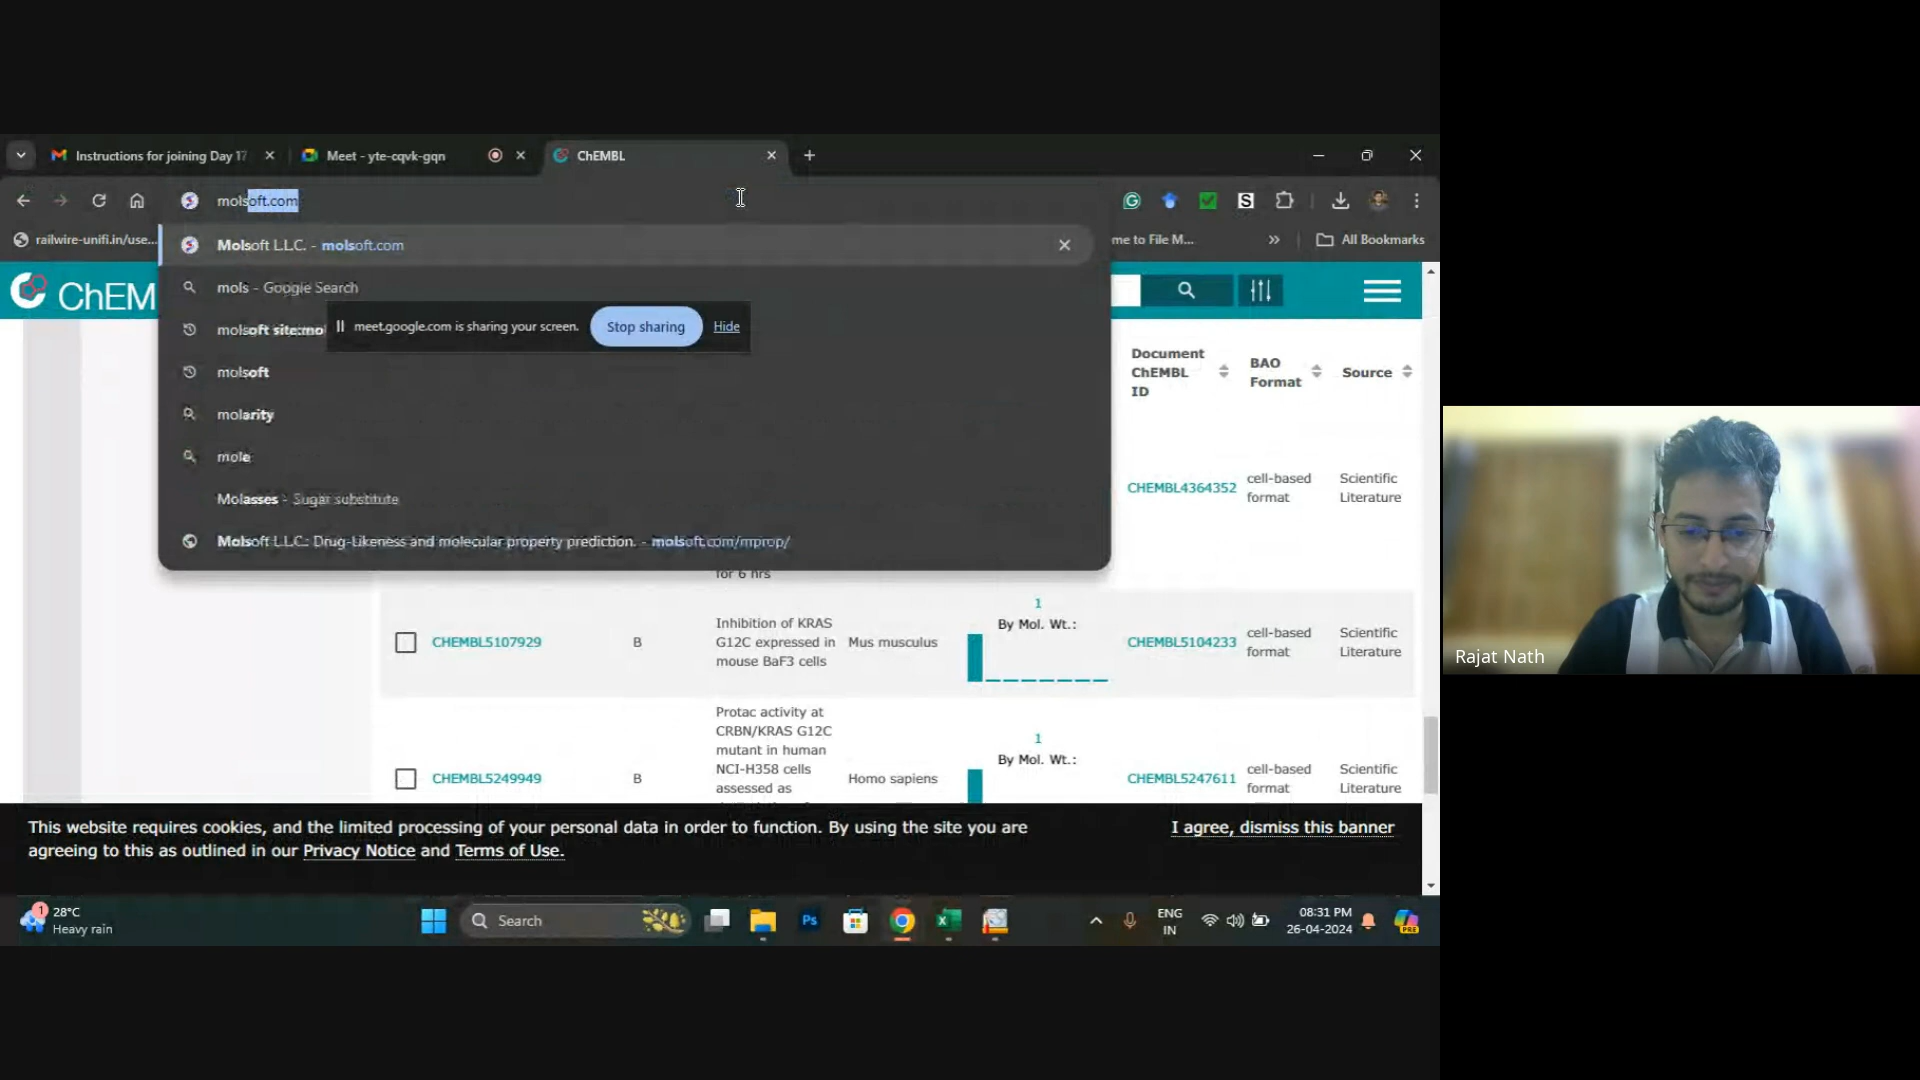 Instructions for joining Day 17
Meet - yte-cqvk-gqn
ChEMBL
molsoft.com
railwire-unifi.in/use...
me to File M...
All Bookmarks
Molsoft L.L.C. - molsoft.com
mols - Google Search
molsoft site:mol
meet.google.com is sharing your screen.
Stop sharing
Hide
molsoft
molarity
mole
Molasses - Sugar substitute
Molsoft L.L.C.: Drug-Likeness and molecular property prediction. - molsoft.com/mprop/
ChEM
Document
ChEMBL
ID
BAO
Format
Source
CHEMBL4364352
cell-based
format
Scientific
Literature
for 6 hrs
CHEMBL5107929
B
Inhibition of KRAS
G12C expressed in
mouse BaF3 cells
Mus musculus
1
By Mol. Wt.:
CHEMBL5104233
cell-based
format
Scientific
Literature
CHEMBL5249949
B
Protac activity at
CRBN/KRAS G12C
mutant in human
NCI-H358 cells
assessed as
Homo sapiens
1
By Mol. Wt.:
CHEMBL5247611
cell-based
format
Scientific
Literature
This website requires cookies, and the limited processing of your personal data in order to function. By using the site you are
agreeing to this as outlined in our Privacy Notice and Terms of Use.
I agree, dismiss this banner
1
28°C
Heavy rain
Search
Ps
PRE
ENG
IN
08:31 PM
26-04-2024
Rajat Nath